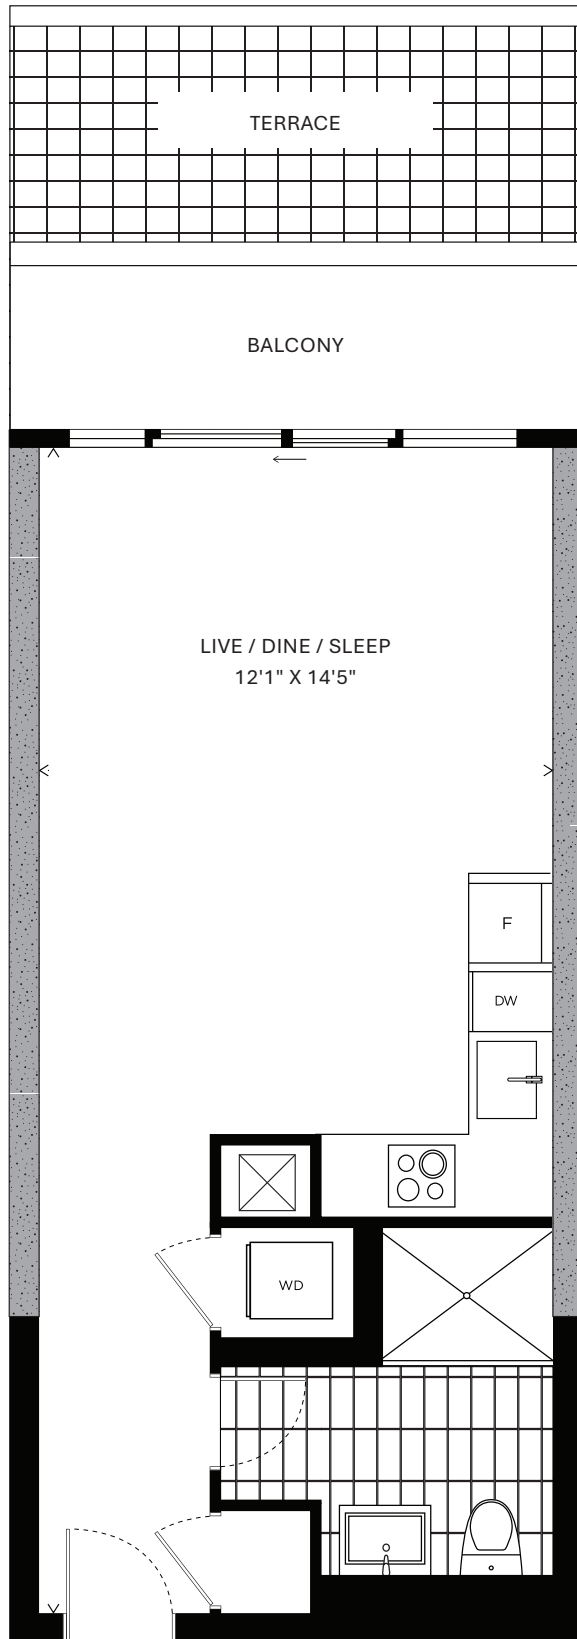 TERRACE
BALCONY
LIVE / DINE / SLEEP
12'1" X 14'5"
F
DW
WD